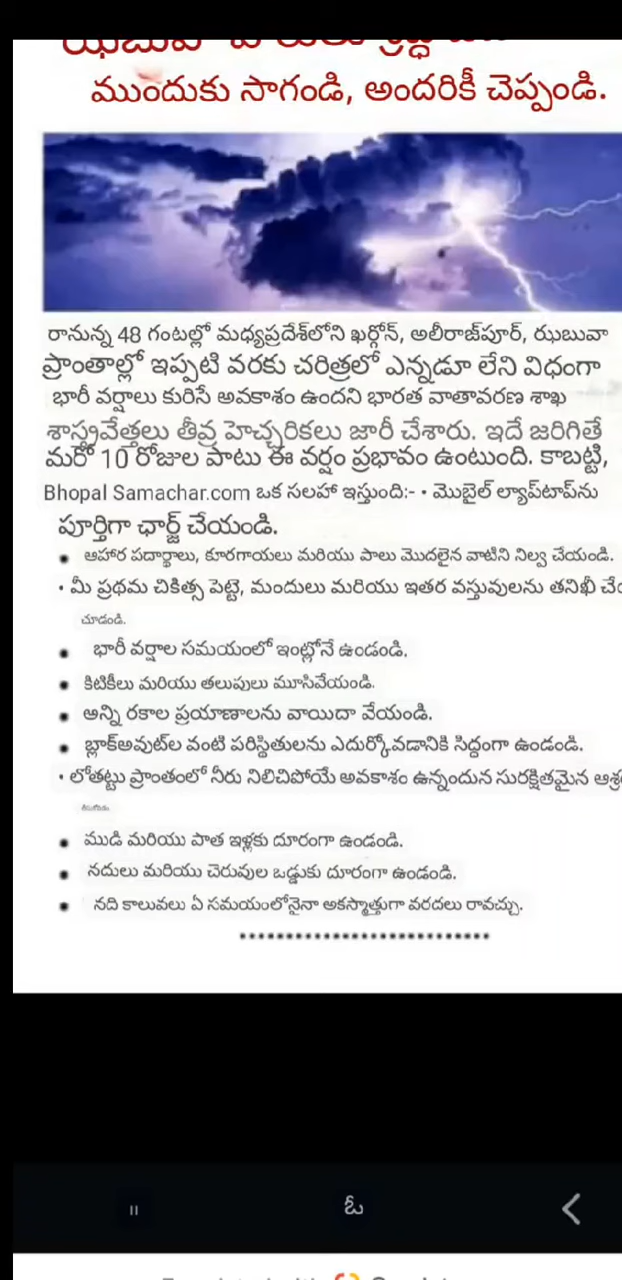 ముందుకు సాగండి, అందరికీ చెప్పండి.
రానున్న 48 గంటల్లో మధ్యప్రదేశ్‌లోని ఖర్గోన్, అలీరాజ్‌పూర్, ఝబువా
ప్రాంతాల్లో ఇప్పటి వరకు చరిత్రలో ఎన్నడూ లేని విధంగా
భారీ వర్షాలు కురిసే అవకాశం ఉందని భారత వాతావరణ శాఖ
శాస్త్రవేత్తలు తీవ్ర హెచ్చరికలు జారీ చేశారు. ఇదే జరిగితే
మరో 10 రోజుల పాటు ఈ వర్షం ప్రభావం ఉంటుంది. కాబట్టి,
Bhopal Samachar.com ఒక సలహా ఇస్తుంది:- • మొబైల్ ల్యాప్‌టాప్‌ను
పూర్తిగా ఛార్జ్ చేయండి.
• ఆహార పదార్థాలు, కూరగాయలు మరియు పాలు మొదలైన వాటిని నిల్వ చేయండి.
• మీ ప్రథమ చికిత్స పెట్టె, మందులు మరియు ఇతర వస్తువులను తనిఖీ
చూడండి.
• భారీ వర్షాల సమయంలో ఇంట్లోనే ఉండండి.
• కిటికీలు మరియు తలుపులు మూసివేయండి.
• అన్ని రకాల ప్రయాణాలను వాయిదా వేయండి.
• బ్లాక్‌అవుట్‌ల వంటి పరిస్థితులను ఎదుర్కోవడానికి సిద్ధంగా ఉండండి.
• లోతట్టు ప్రాంతంలో నీరు నిలిచిపోయే అవకాశం ఉన్నందున సురక్షితమైన
• ముడి మరియు పాత ఇళ్లకు దూరంగా ఉండండి.
• నదులు మరియు చెరువుల ఒడ్డుకు దూరంగా ఉండండి.
• నది కాలువలు ఏ సమయంలోనైనా అకస్మాత్తుగా వరదలు రావచ్చు.
ఓ